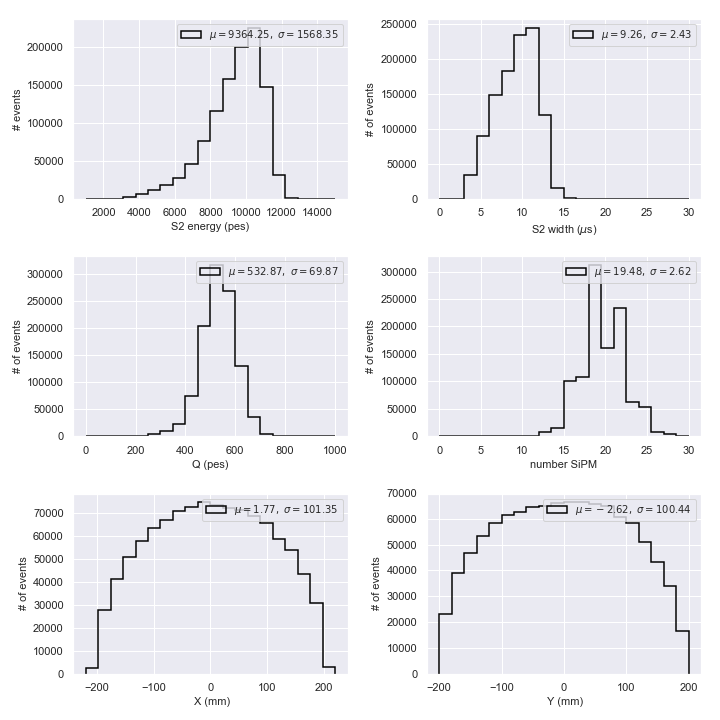 μ = 9364.25, σ = 1568.35
# events
200000
150000
100000
50000
0
2000 4000 6000 8000 10000 12000 14000
S2 energy (pes)
μ = 9.26, σ = 2.43
# of events
250000
200000
150000
100000
50000
0
0 5 10 15 20 25 30
S2 width (μs)
μ = 532.87, σ = 69.87
# of events
300000
250000
200000
150000
100000
50000
0
0 200 400 600 800 1000
Q (pes)
μ = 19.48, σ = 2.62
# of events
300000
250000
200000
150000
100000
50000
0
0 5 10 15 20 25 30
number SiPM
μ = 1.77, σ = 101.35
# of events
70000
60000
50000
40000
30000
20000
10000
0
−200 −100 0 100 200
X (mm)
μ = −2.62, σ = 100.44
# of events
70000
60000
50000
40000
30000
20000
10000
0
−200 −100 0 100 200
Y (mm)